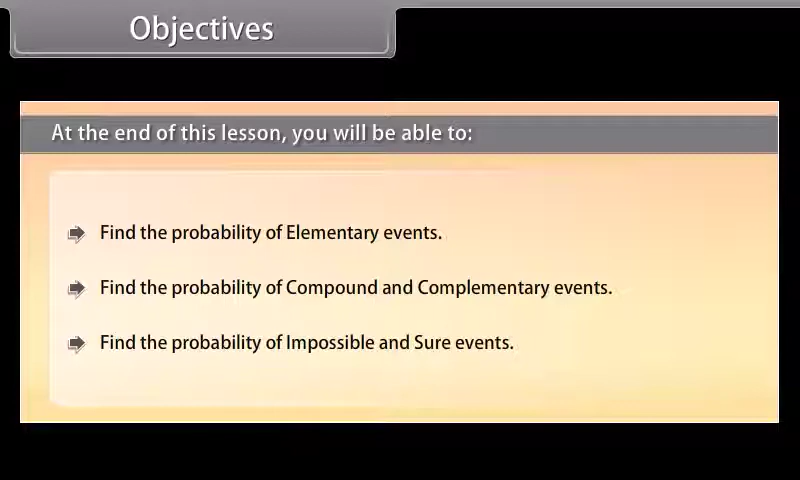 Objectives
At the end of this lesson, you will be able to:
Find the probability of Elementary events.
Find the probability of Compound and Complementary events.
Find the probability of Impossible and Sure events.